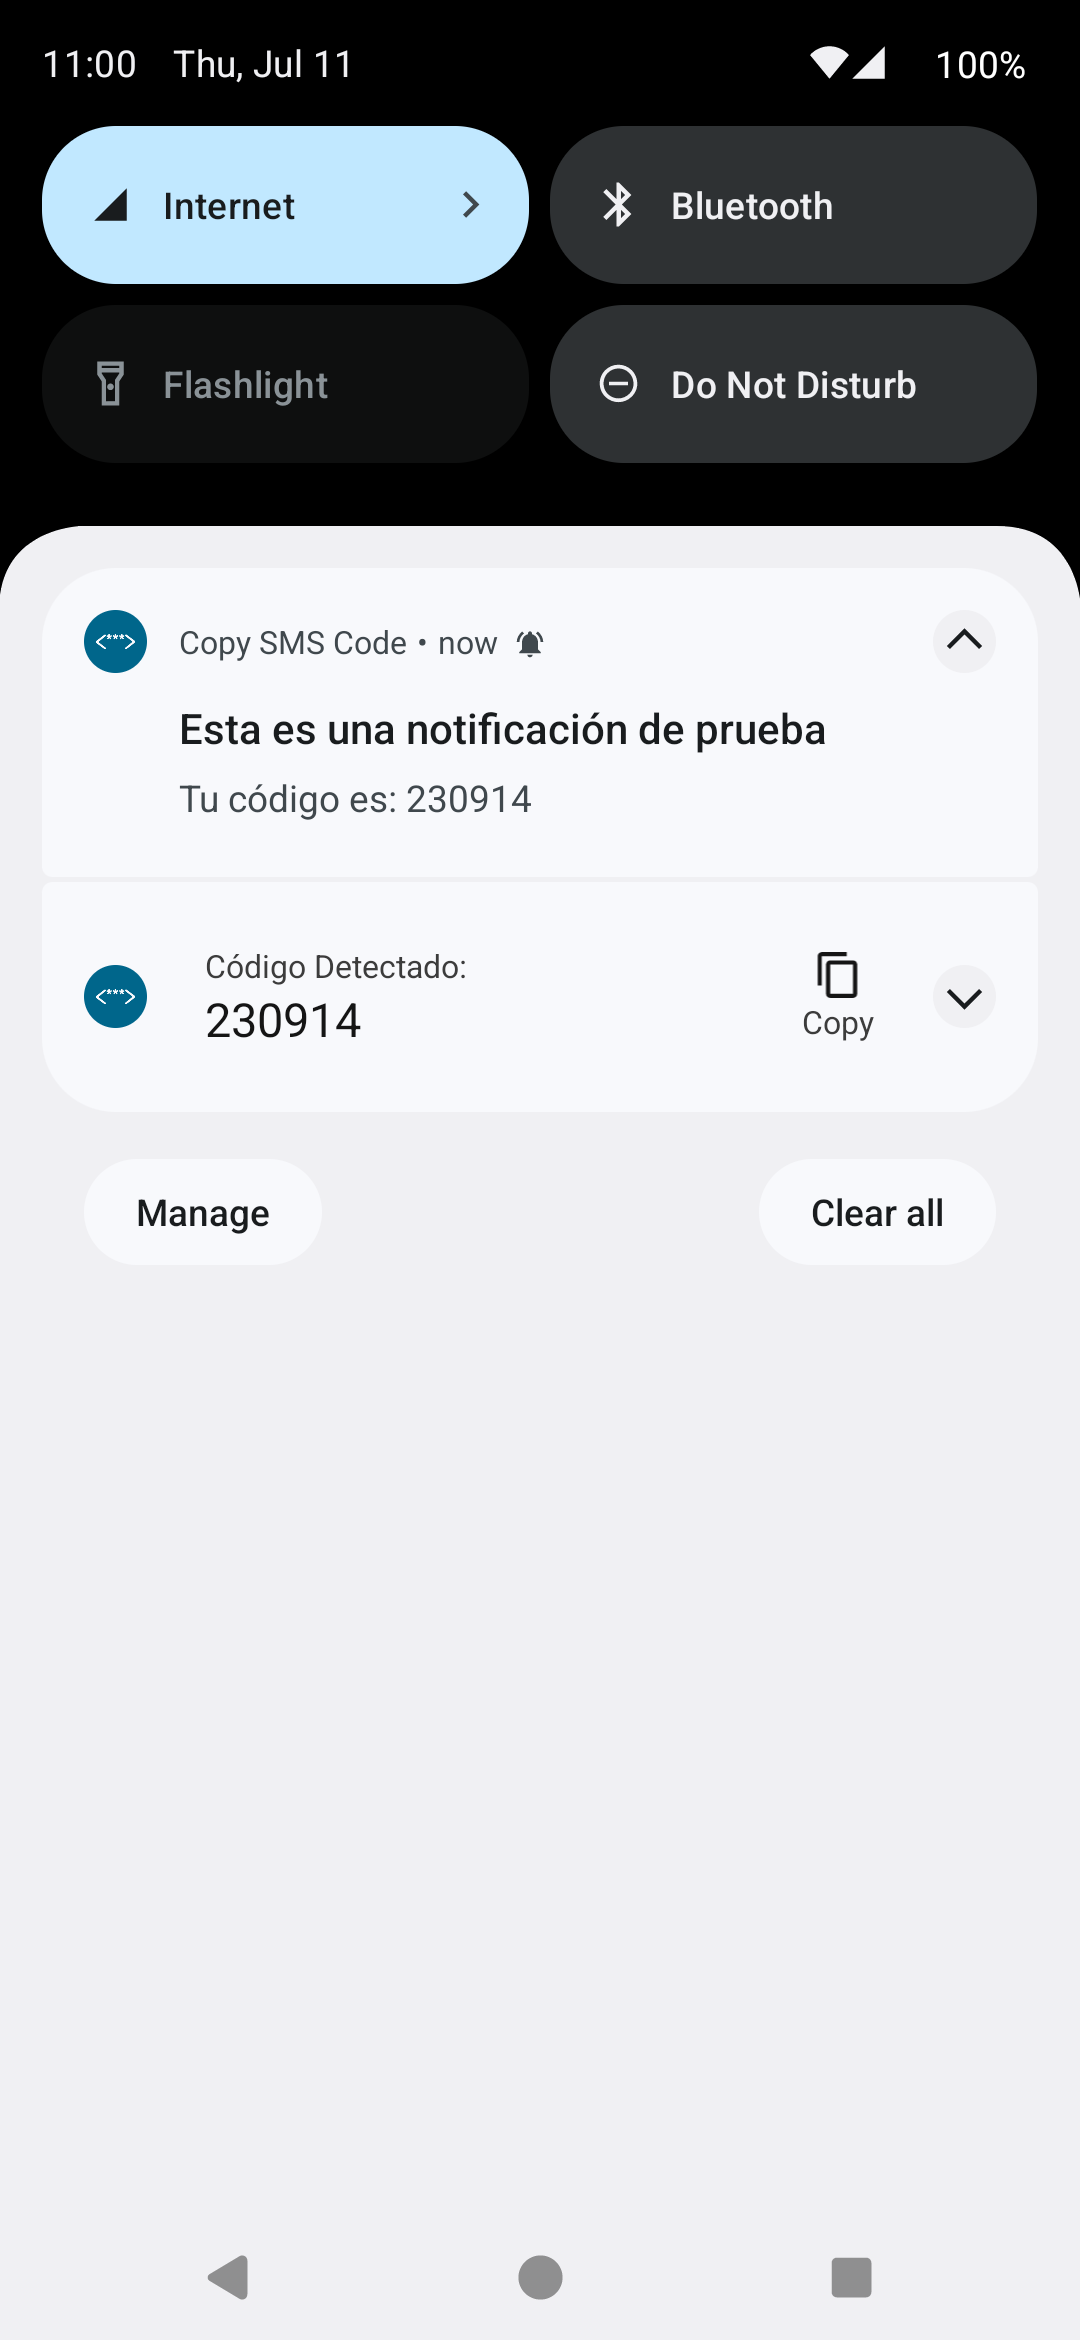 11:00 Thu, Jul 11 100%
Internet
Bluetooth
Flashlight
Do Not Disturb
<***> Copy SMS Code • now
Esta es una notificación de prueba
Tu código es: 230914
<***> Código Detectado:
230914
Copy
Manage
Clear all